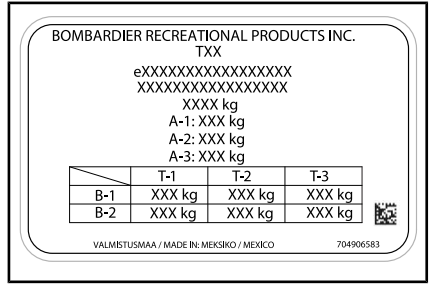 BOMBARDIER RECREATIONAL PRODUCTS INC.
TXX
eXXXXXXXXXXXXXXXXX
XXXXXXXXXXXXXXXXX
XXXX kg
A-1: XXX kg
A-2: XXX kg
A-3: XXX kg
T-1 T-2 T-3
B-1 XXX kg XXX kg XXX kg
B-2 XXX kg XXX kg XXX kg
VALMISTUSMAA / MADE IN: MEKSIKO / MEXICO 704906583